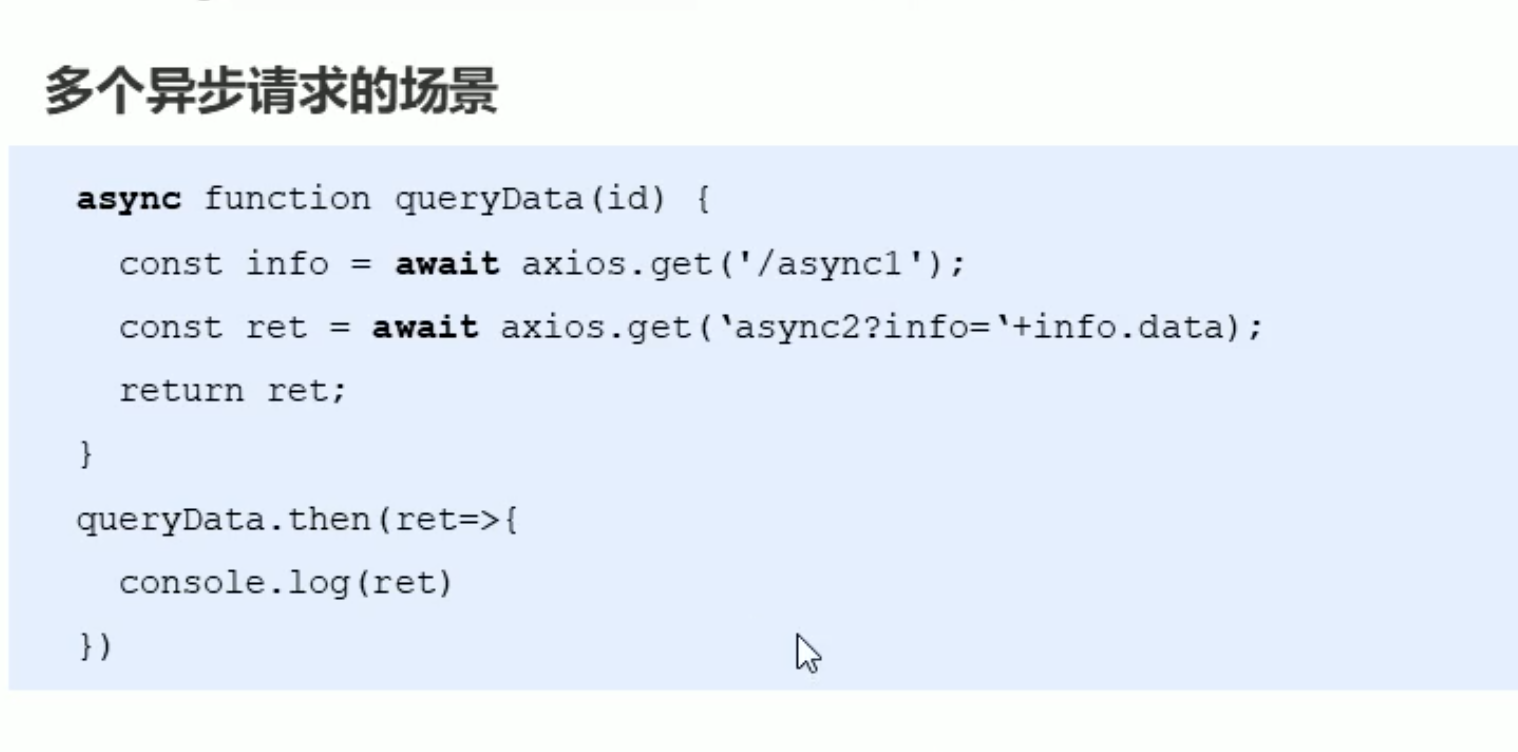 多个异步请求的场景
async function queryData(id) {
const info = await axios.get('/async1');
const ret = await axios.get(‘async2?info=‘+info.data);
return ret;
}
queryData.then(ret=>{
console.log(ret)
})